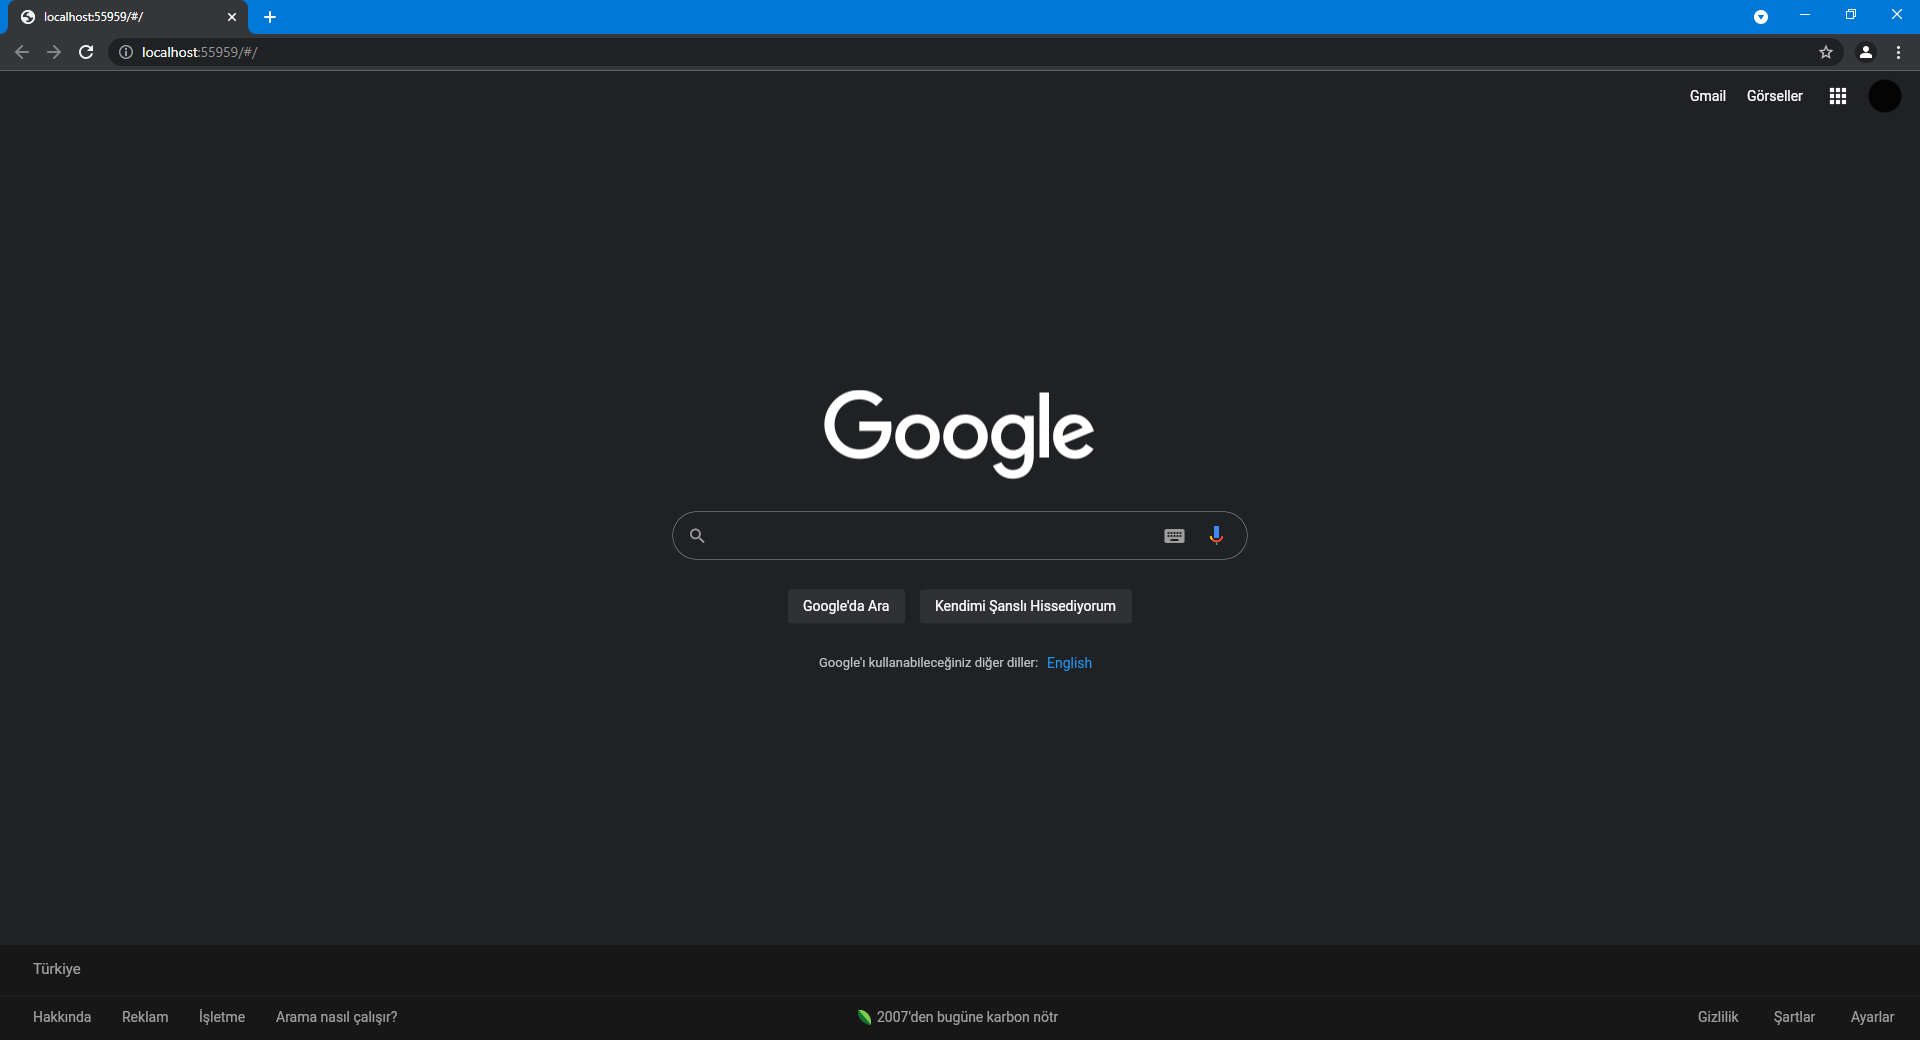 localhost:55959/#/
localhost:55959/#/
Gmail Görseller
Google
Google'da Ara Kendimi Şanslı Hissediyorum
Google'ı kullanabileceğiniz diğer diller: English
Türkiye
Hakkında Reklam İşletme Arama nasıl çalışır? 2007'den bugüne karbon nötr Gizlilik Şartlar Ayarlar